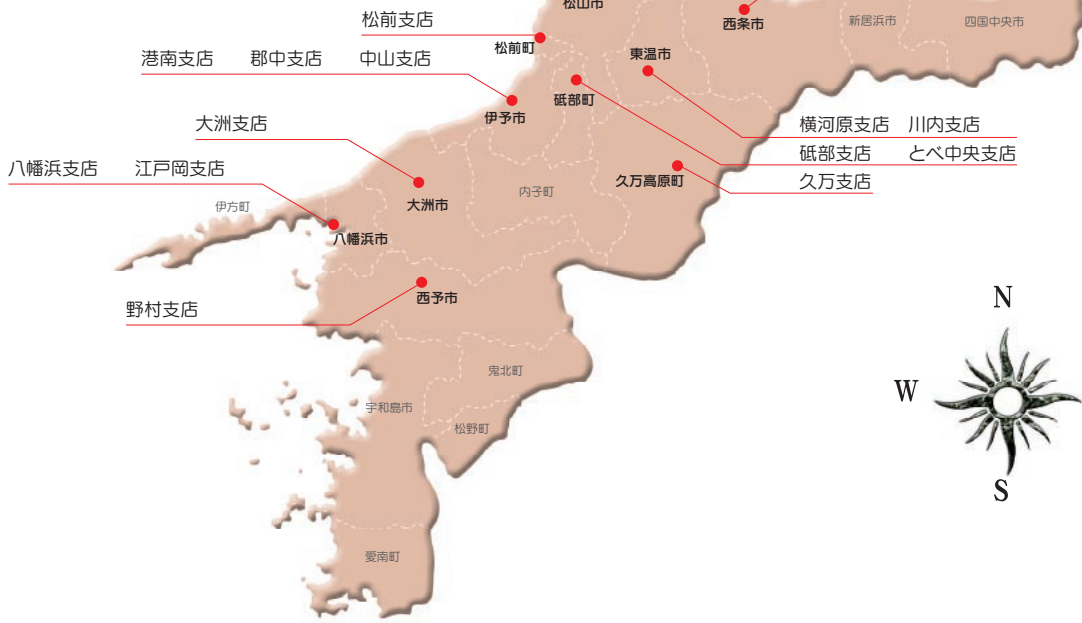 松山市
西条市
新居浜市
四国中央市
松前支店
松前町
東温市
港南支店 郡中支店 中山支店
砥部町
伊予市
大洲支店
横河原支店 川内支店
砥部支店 とべ中央支店
八幡浜支店 江戸岡支店
久万高原町
久万支店
内子町
大洲市
伊方町
八幡浜市
西予市
野村支店
N
鬼北町
W
宇和島市
松野町
S
愛南町